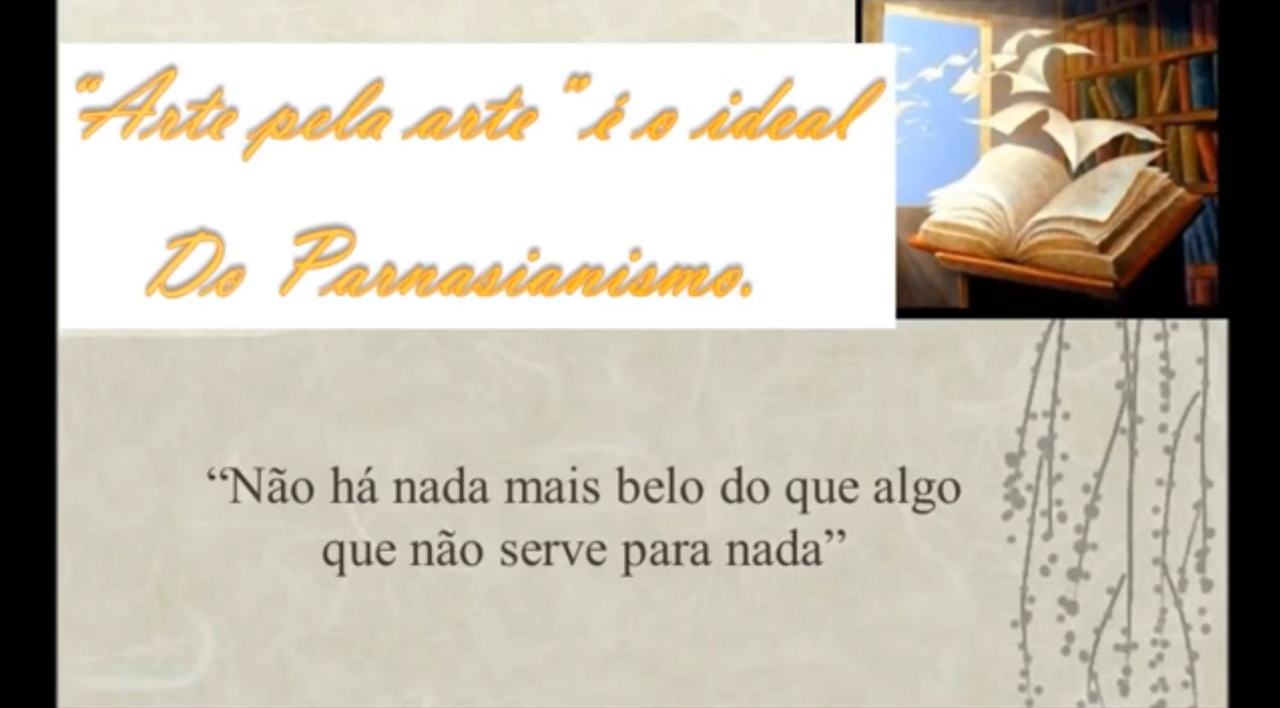 “Arte pela arte” é o ideal
Do Parnasianismo.
“Não há nada mais belo do que algo
que não serve para nada”